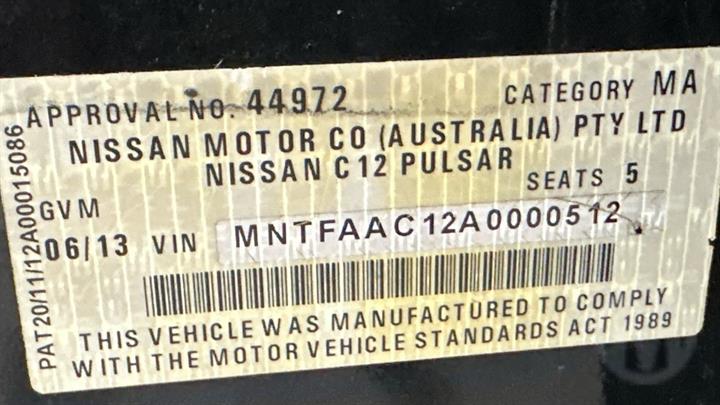 APPROVAL NO. 44972 CATEGORY MA
NISSAN MOTOR CO (AUSTRALIA) PTY LTD
NISSAN C12 PULSAR
SEATS 5
GVM
06/13 VIN MNTFAAC12A0000512
THIS VEHICLE WAS MANUFACTURED TO COMPLY
WITH THE MOTOR VEHICLE STANDARDS ACT 1989
PAT20/11/12A00015086